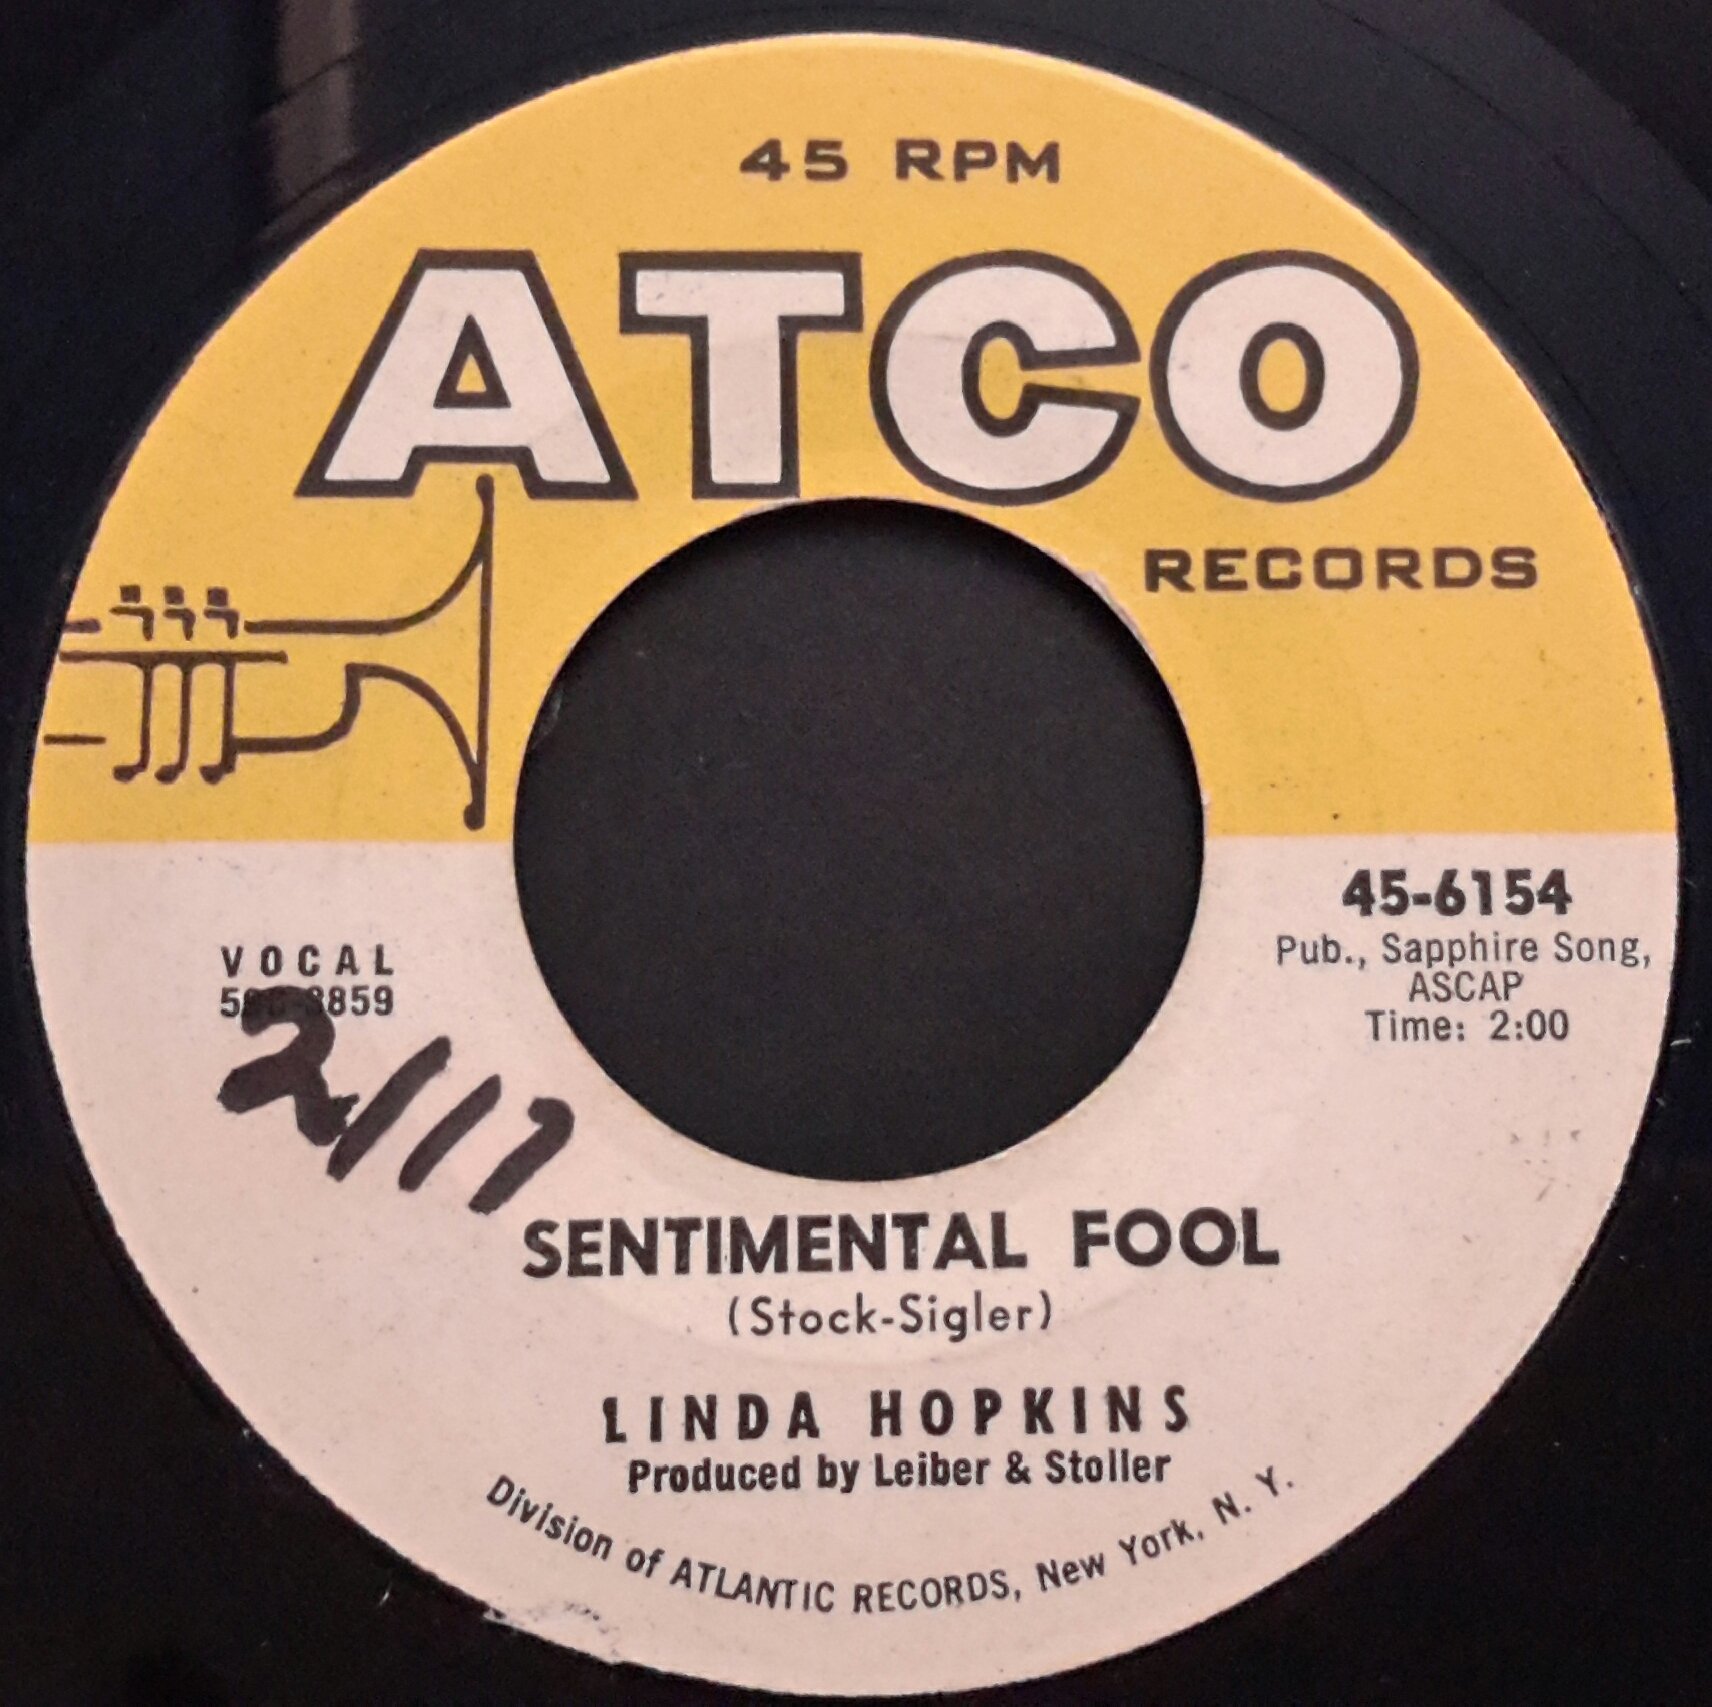 45 RPM
ATCO
RECORDS
45-6154
Pub., Sapphire Song,
ASCAP
Time: 2:00
VOCAL
2/17
SENTIMENTAL FOOL
(Stock-Sigler)
LINDA HOPKINS
Produced by Leiber & Stoller
Division of ATLANTIC RECORDS, New York, N. Y.